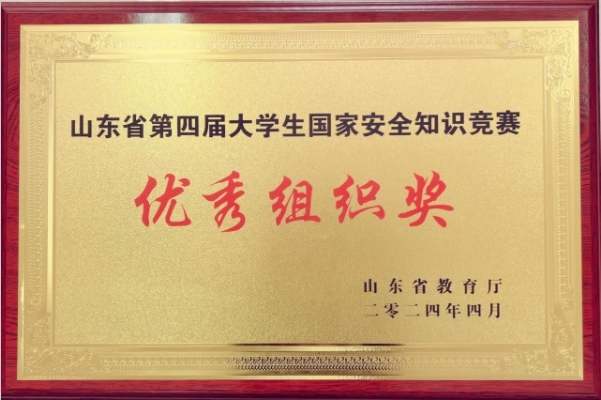 山东省第四届大学生国家安全知识竞赛
优秀组织奖
山东省教育厅
二零二四年四月